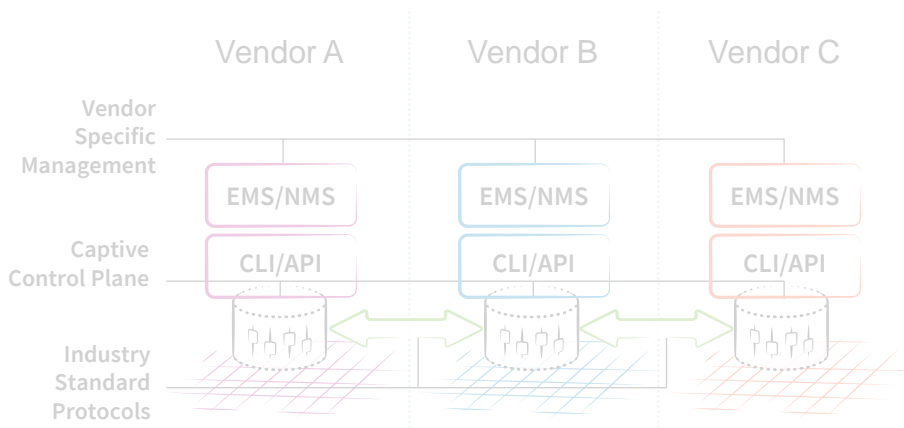 Vendor A
Vendor B
Vendor C
Vendor
Specific
Management
EMS/NMS
EMS/NMS
EMS/NMS
Captive
Control Plane
CLI/API
CLI/API
CLI/API
Industry
Standard
Protocols